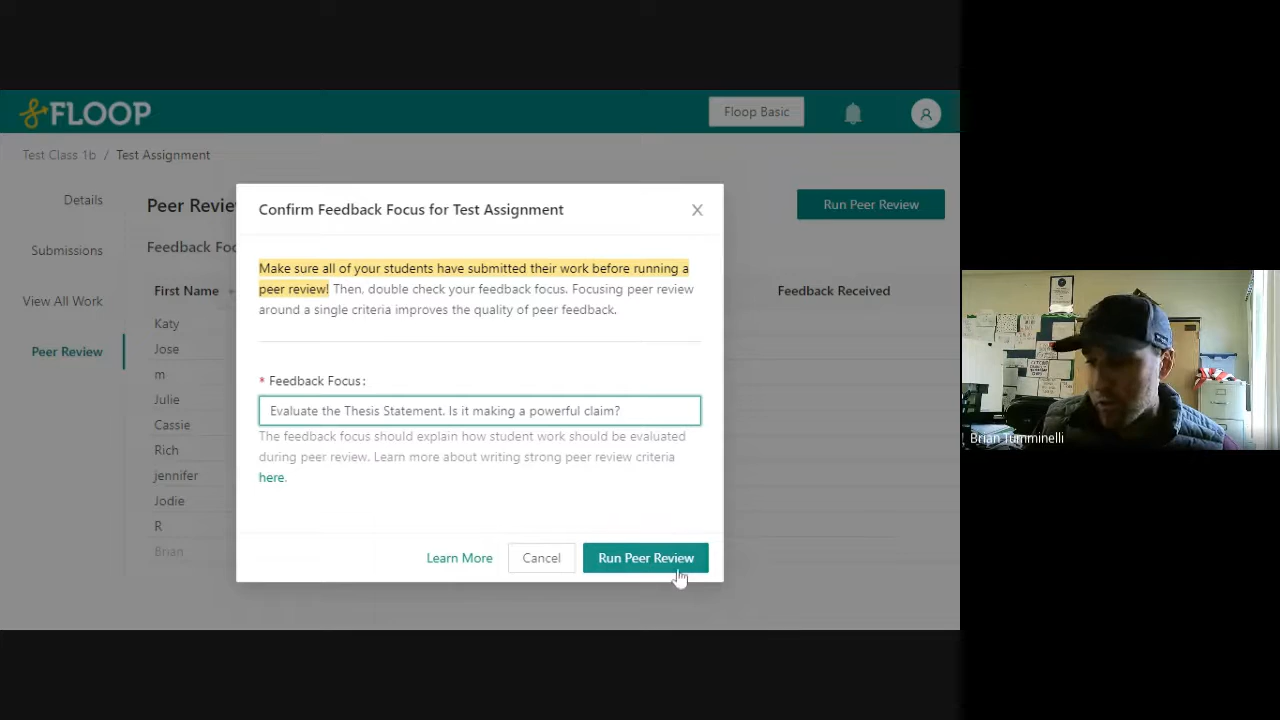 FLOOP
Floop Basic
Test Class 1b / Test Assignment
Details
Submissions
View All Work
Peer Review
Peer Revie
Run Peer Review
Feedback Foc
First Name
Feedback Received
Katy
Jose
m
Julie
Cassie
Rich
jennifer
Jodie
R
Brian
Confirm Feedback Focus for Test Assignment
Make sure all of your students have submitted their work before running a
peer review! Then, double check your feedback focus. Focusing peer review
around a single criteria improves the quality of peer feedback.
* Feedback Focus:
Evaluate the Thesis Statement. Is it making a powerful claim?
The feedback focus should explain how student work should be evaluated
during peer review. Learn more about writing strong peer review criteria
here.
Learn More
Cancel
Run Peer Review
Brian Tumminelli